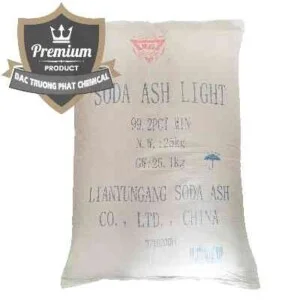 Premium
PRODUCT
ĐẮC TRƯỜNG PHÁT CHEMICAL
SODA ASH LIGHT
99.2PCT MIN
N.W.:25kg
GW:25.1kg
LIANYUNGANG SODA ASH
CO., LTD., CHINA